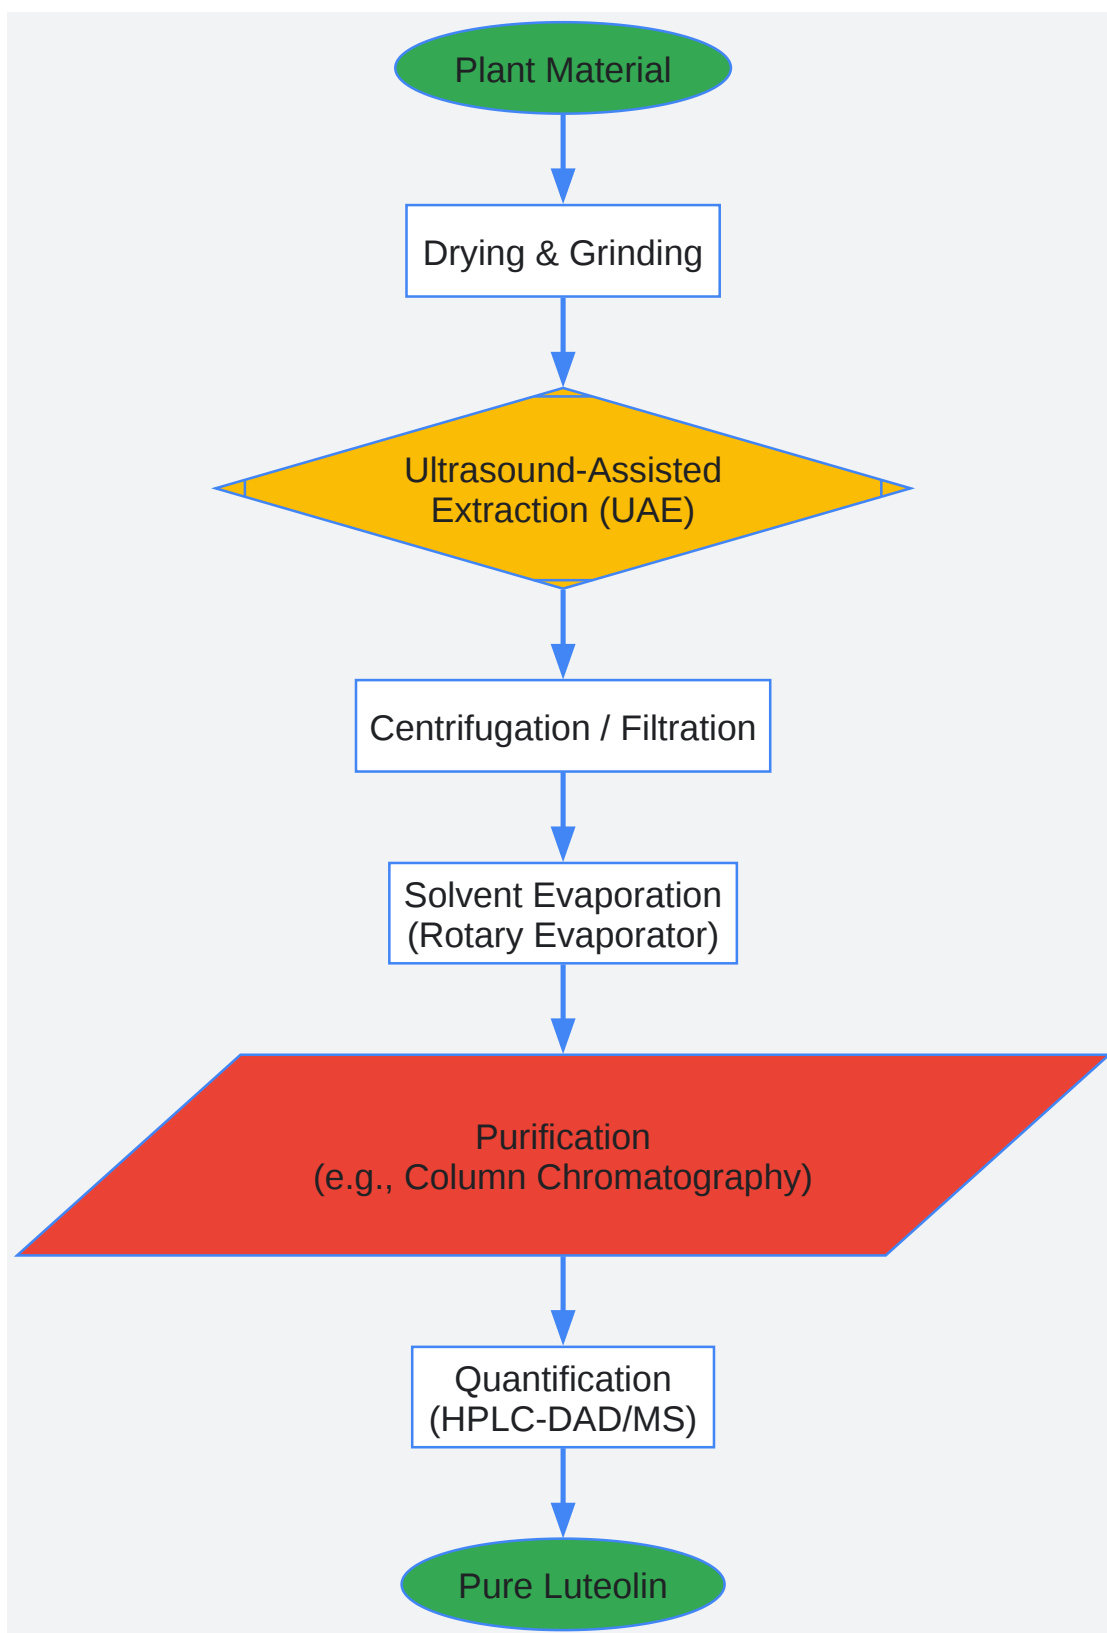 Plant Material
Drying & Grinding
Ultrasound-Assisted
Extraction (UAE)
Centrifugation / Filtration
Solvent Evaporation
(Rotary Evaporator)
Purification
(e.g., Column Chromatography)
Quantification
(HPLC-DAD/MS)
Pure Luteolin